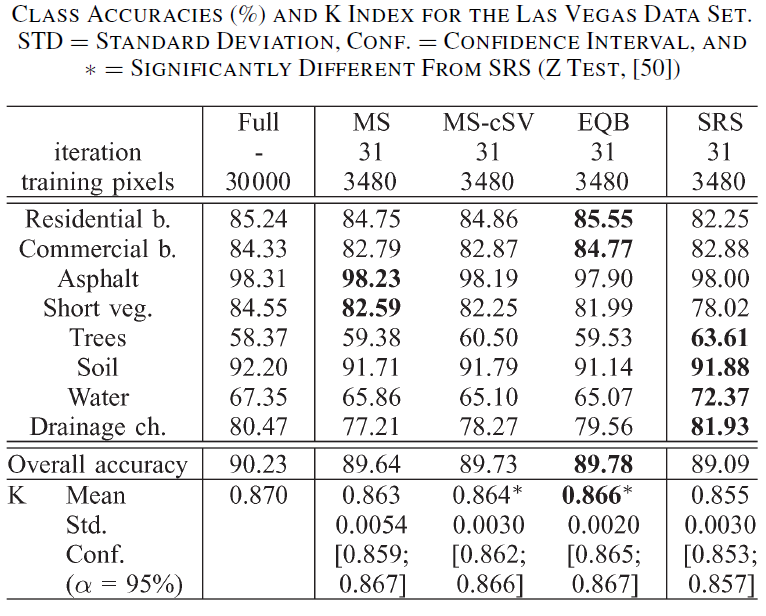 CLASS ACCURACIES (%) AND K INDEX FOR THE LAS VEGAS DATA SET.
STD = STANDARD DEVIATION, CONF. = CONFIDENCE INTERVAL, AND
* = SIGNIFICANTLY DIFFERENT FROM SRS (Z TEST, [50])
Full MS MS-cSV EQB SRS
iteration - 31 31 31 31
training pixels 30000 3480 3480 3480 3480
Residential b. 85.24 84.75 84.86 85.55 82.25
Commercial b. 84.33 82.79 82.87 84.77 82.88
Asphalt 98.31 98.23 98.19 97.90 98.00
Short veg. 84.55 82.59 82.25 81.99 78.02
Trees 58.37 59.38 60.50 59.53 63.61
Soil 92.20 91.71 91.79 91.14 91.88
Water 67.35 65.86 65.10 65.07 72.37
Drainage ch. 80.47 77.21 78.27 79.56 81.93
Overall accuracy 90.23 89.64 89.73 89.78 89.09
K Mean 0.870 0.863 0.864* 0.866* 0.855
Std. 0.0054 0.0030 0.0020 0.0030
Conf. [0.859; [0.862; [0.865; [0.853;
(α = 95%) 0.867] 0.866] 0.867] 0.857]